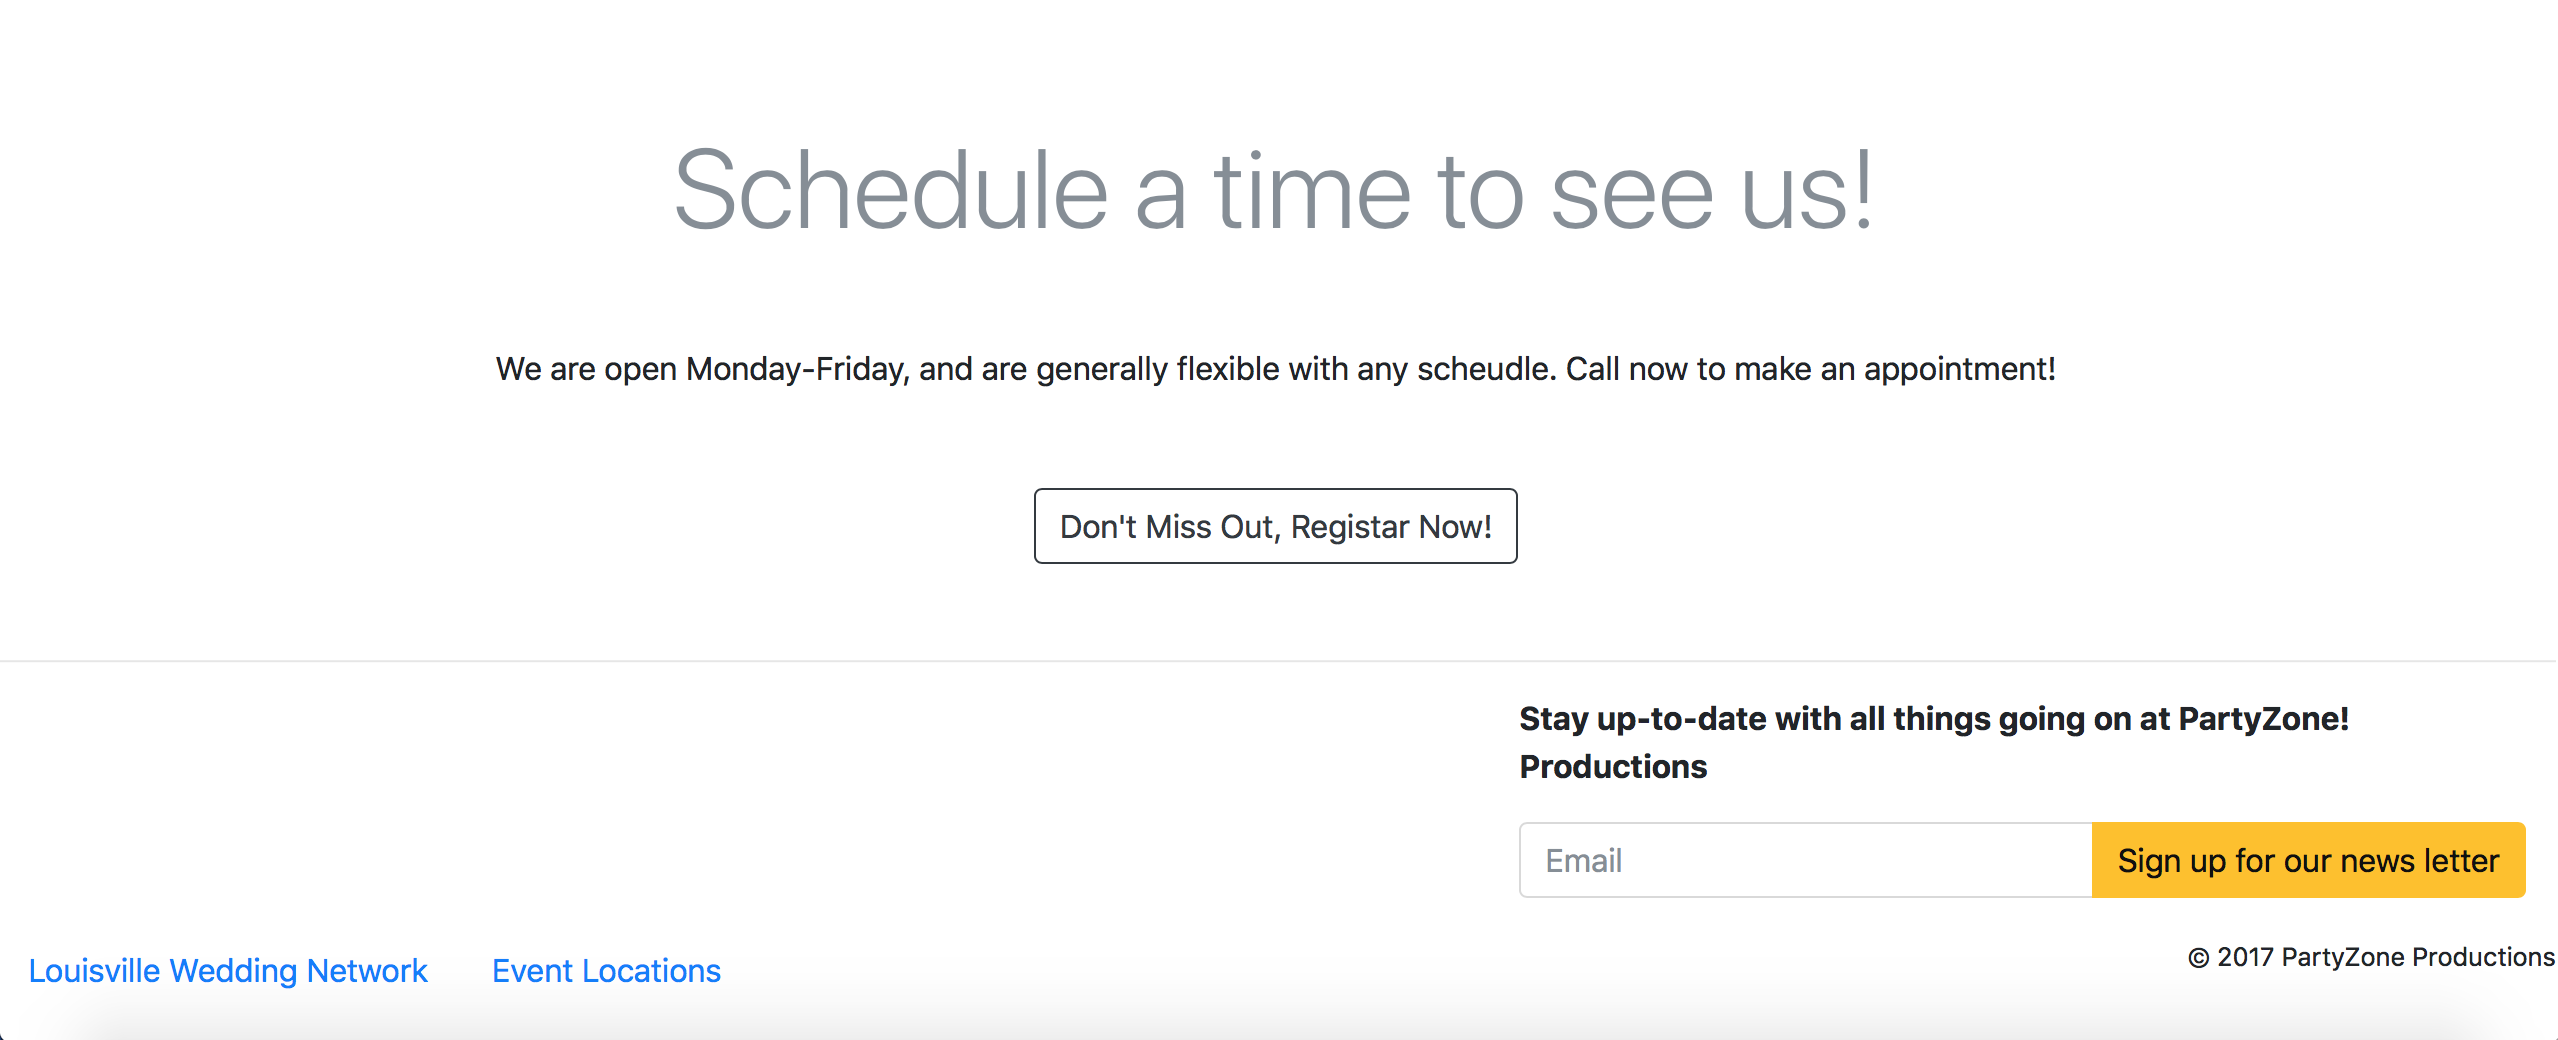 Schedule a time to see us!
We are open Monday-Friday, and are generally flexible with any scheudle. Call now to make an appointment!
Don't Miss Out, Registar Now!
Stay up-to-date with all things going on at PartyZone!
Productions
Email
Sign up for our news letter
Louisville Wedding Network
Event Locations
© 2017 PartyZone Productions